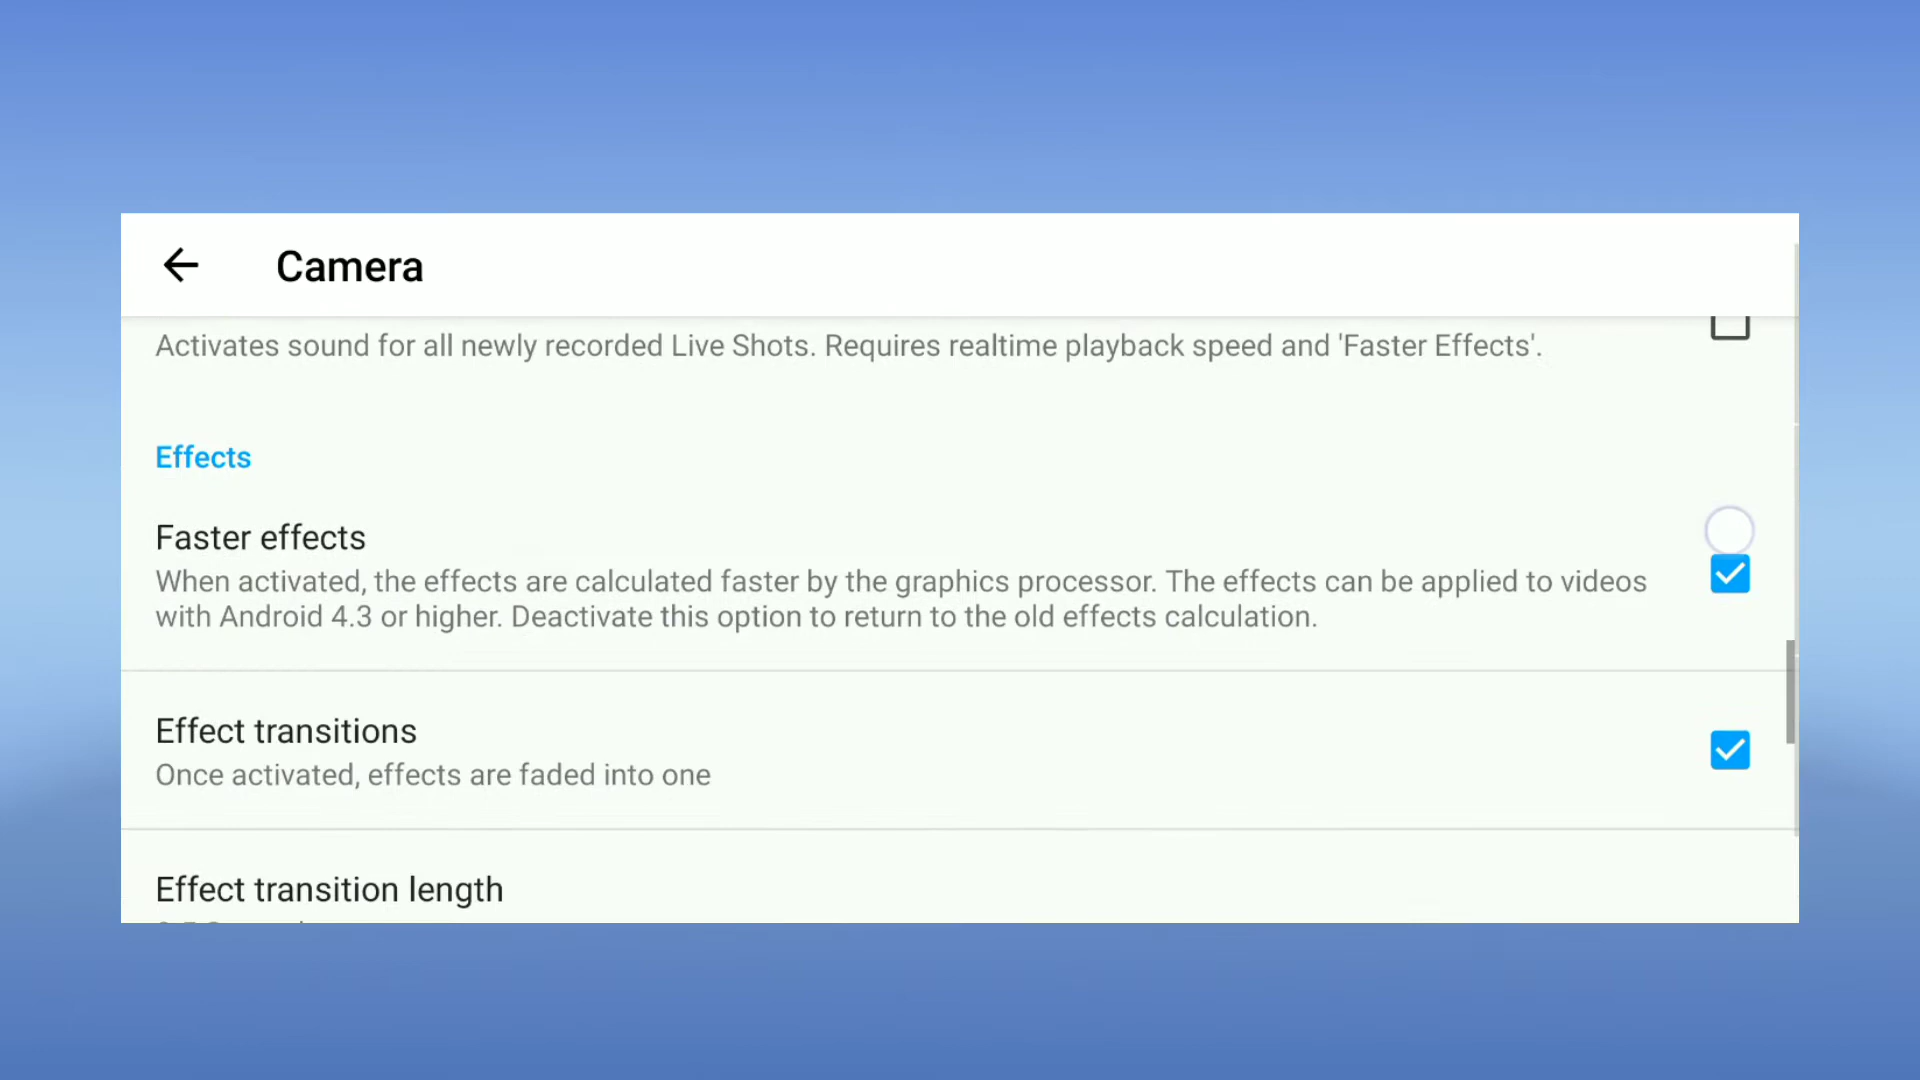 Camera
Activates sound for all newly recorded Live Shots. Requires realtime playback speed and 'Faster Effects'.
Effects
Faster effects
When activated, the effects are calculated faster by the graphics processor. The effects can be applied to videos
with Android 4.3 or higher. Deactivate this option to return to the old effects calculation.
Effect transitions
Once activated, effects are faded into one
Effect transition length